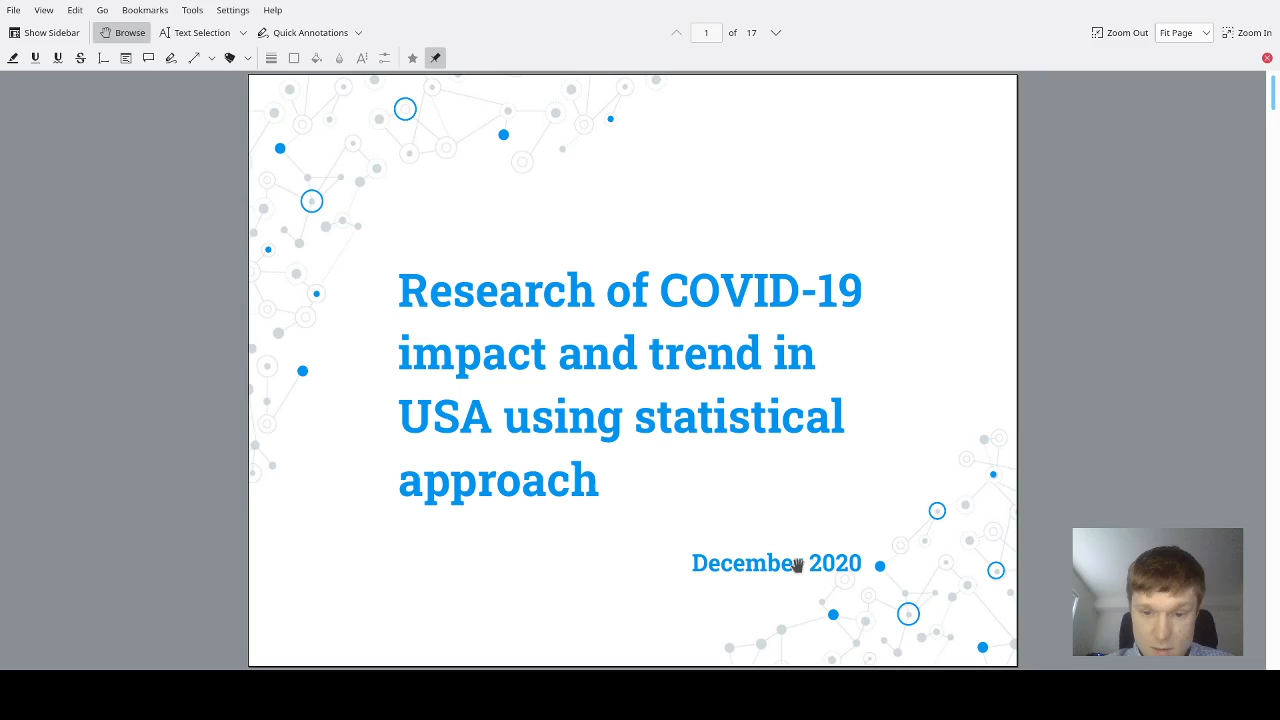 File View Edit Go Bookmarks Tools Settings Help
Show Sidebar Browse Text Selection Quick Annotations 1 of 17 Zoom Out Fit Page Zoom In
Research of COVID-19
impact and trend in
USA using statistical
approach
December 2020